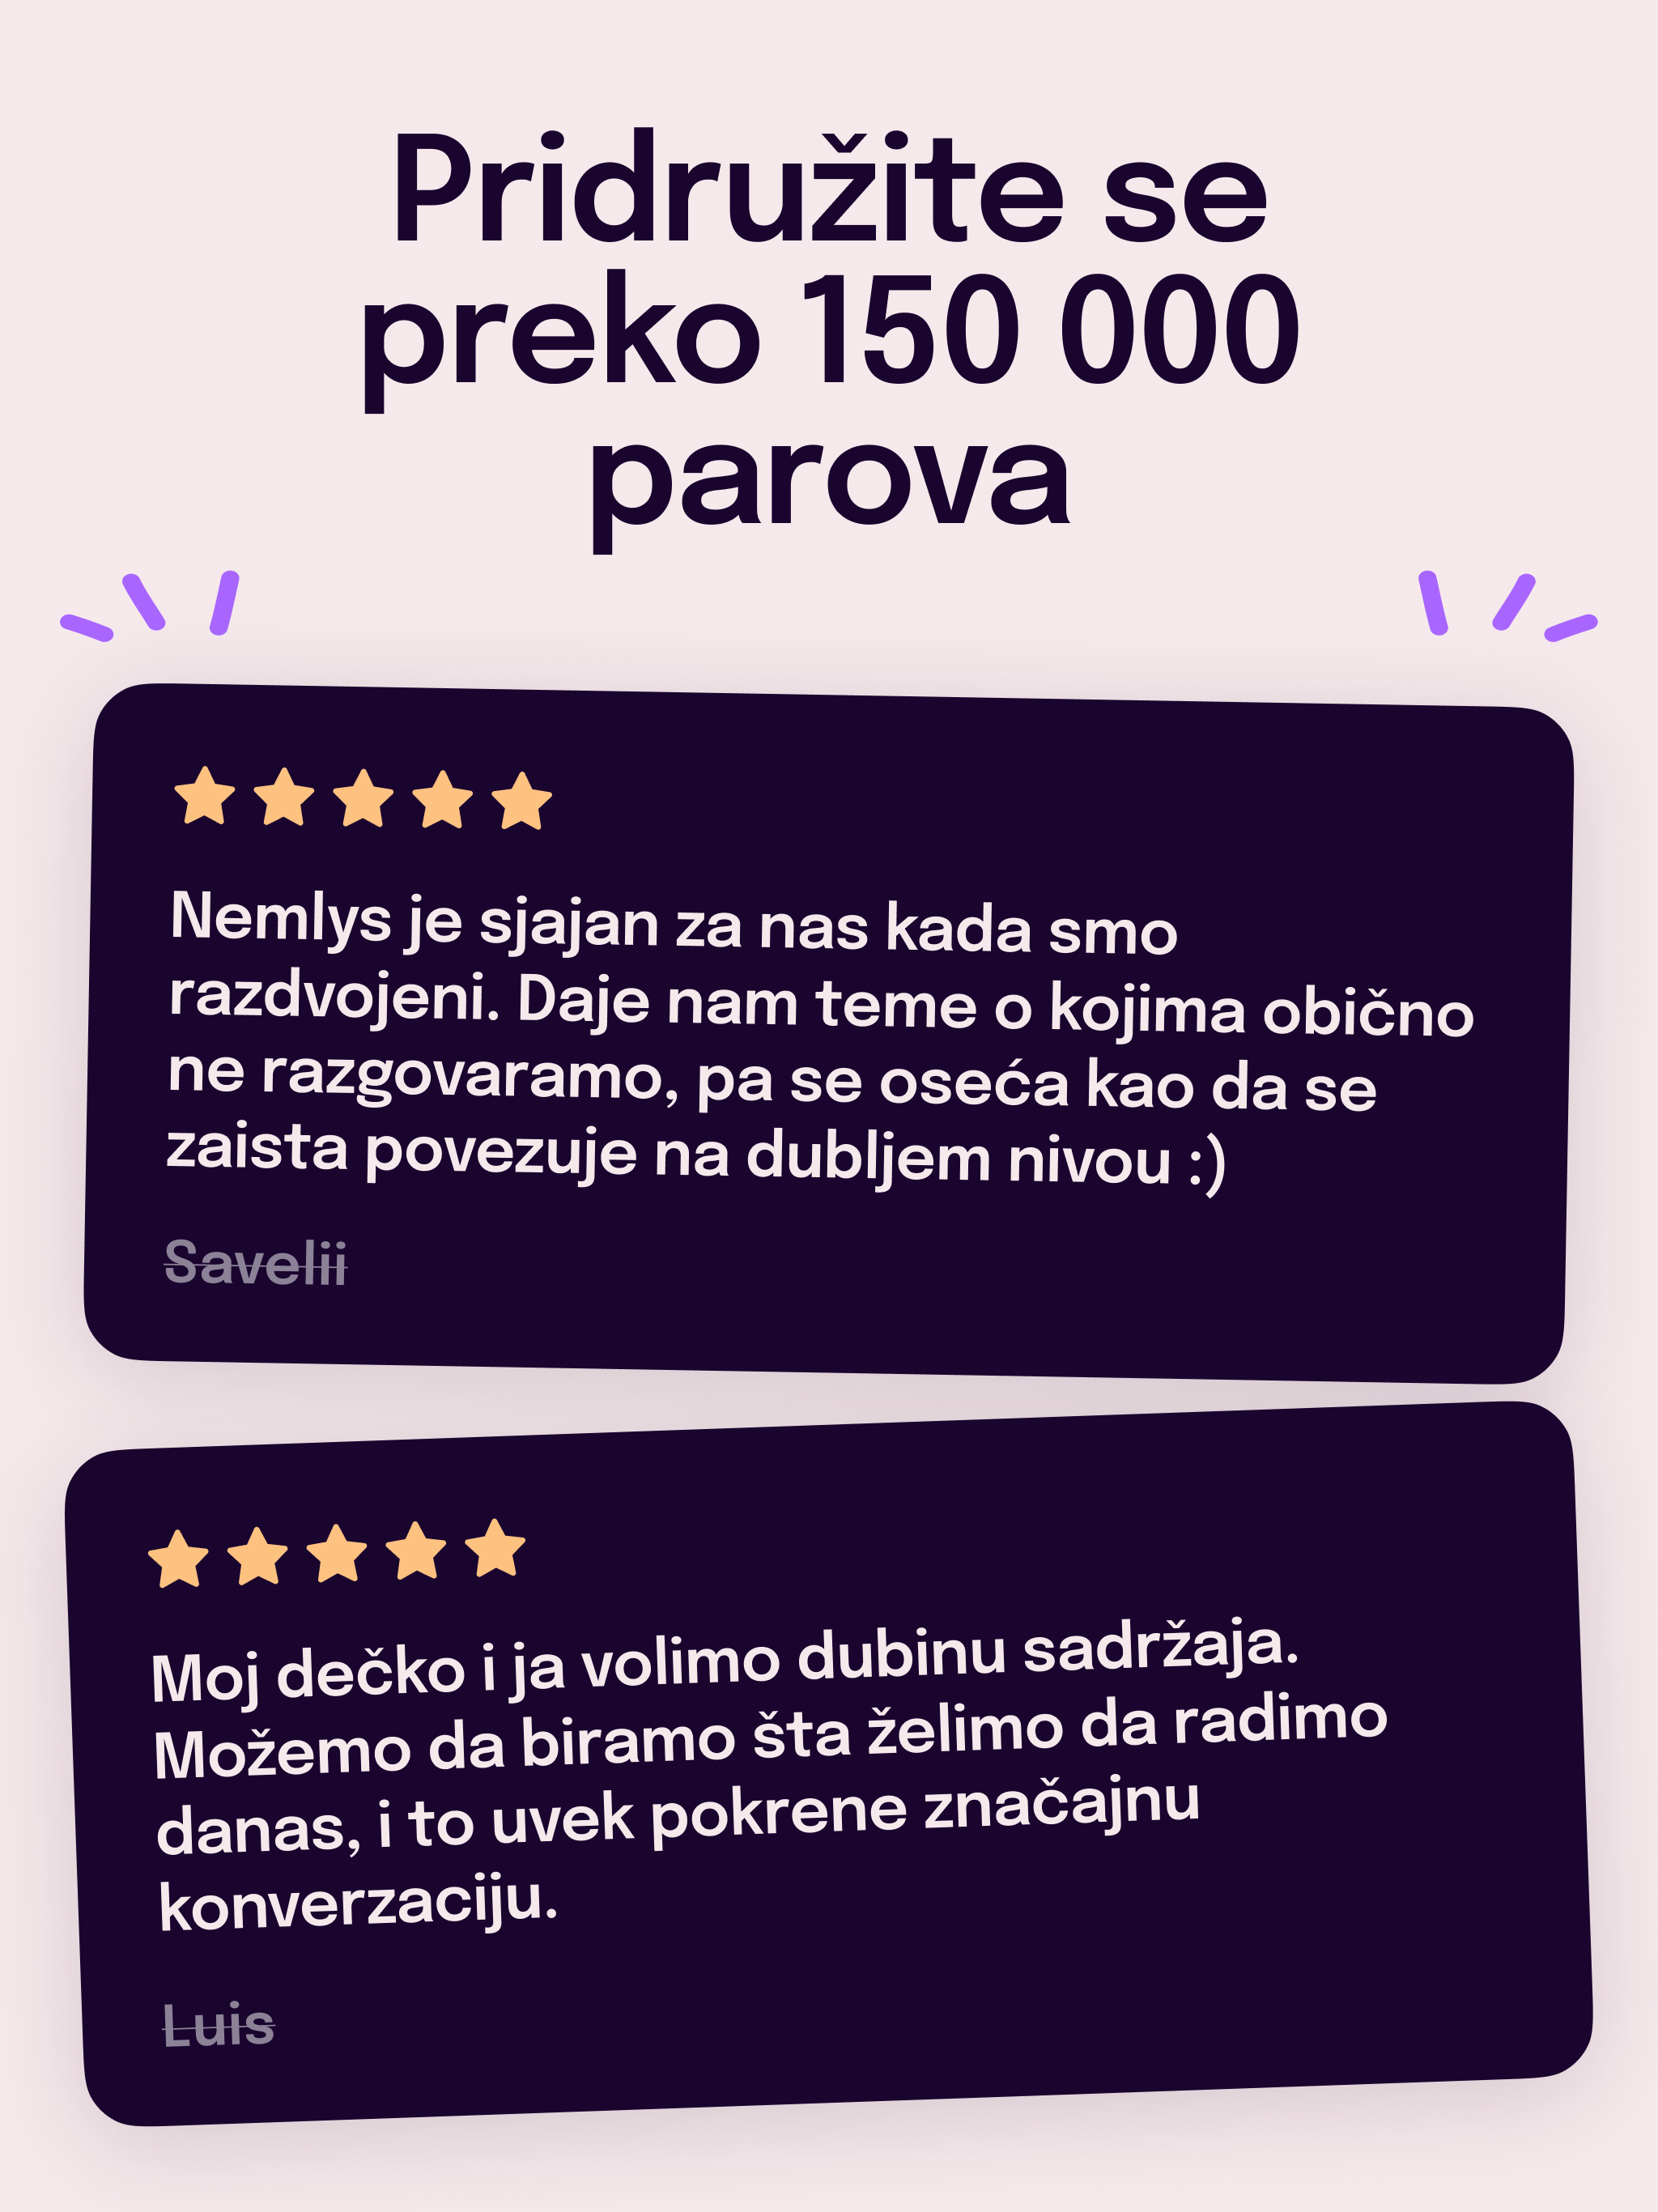 Pridružite se
preko 150 000
parova
Nemlys je sjajan za nas kada smo
razdvojeni. Daje nam teme o kojima obično
ne razgovaramo, pa se oseća kao da se
zaista povezuje na dubljem nivou :)
Savelii
Moj dečko i ja volimo dubinu sadržaja.
Možemo da biramo šta želimo da radimo
danas, i to uvek pokrene značajnu
konverzaciju.
Luis